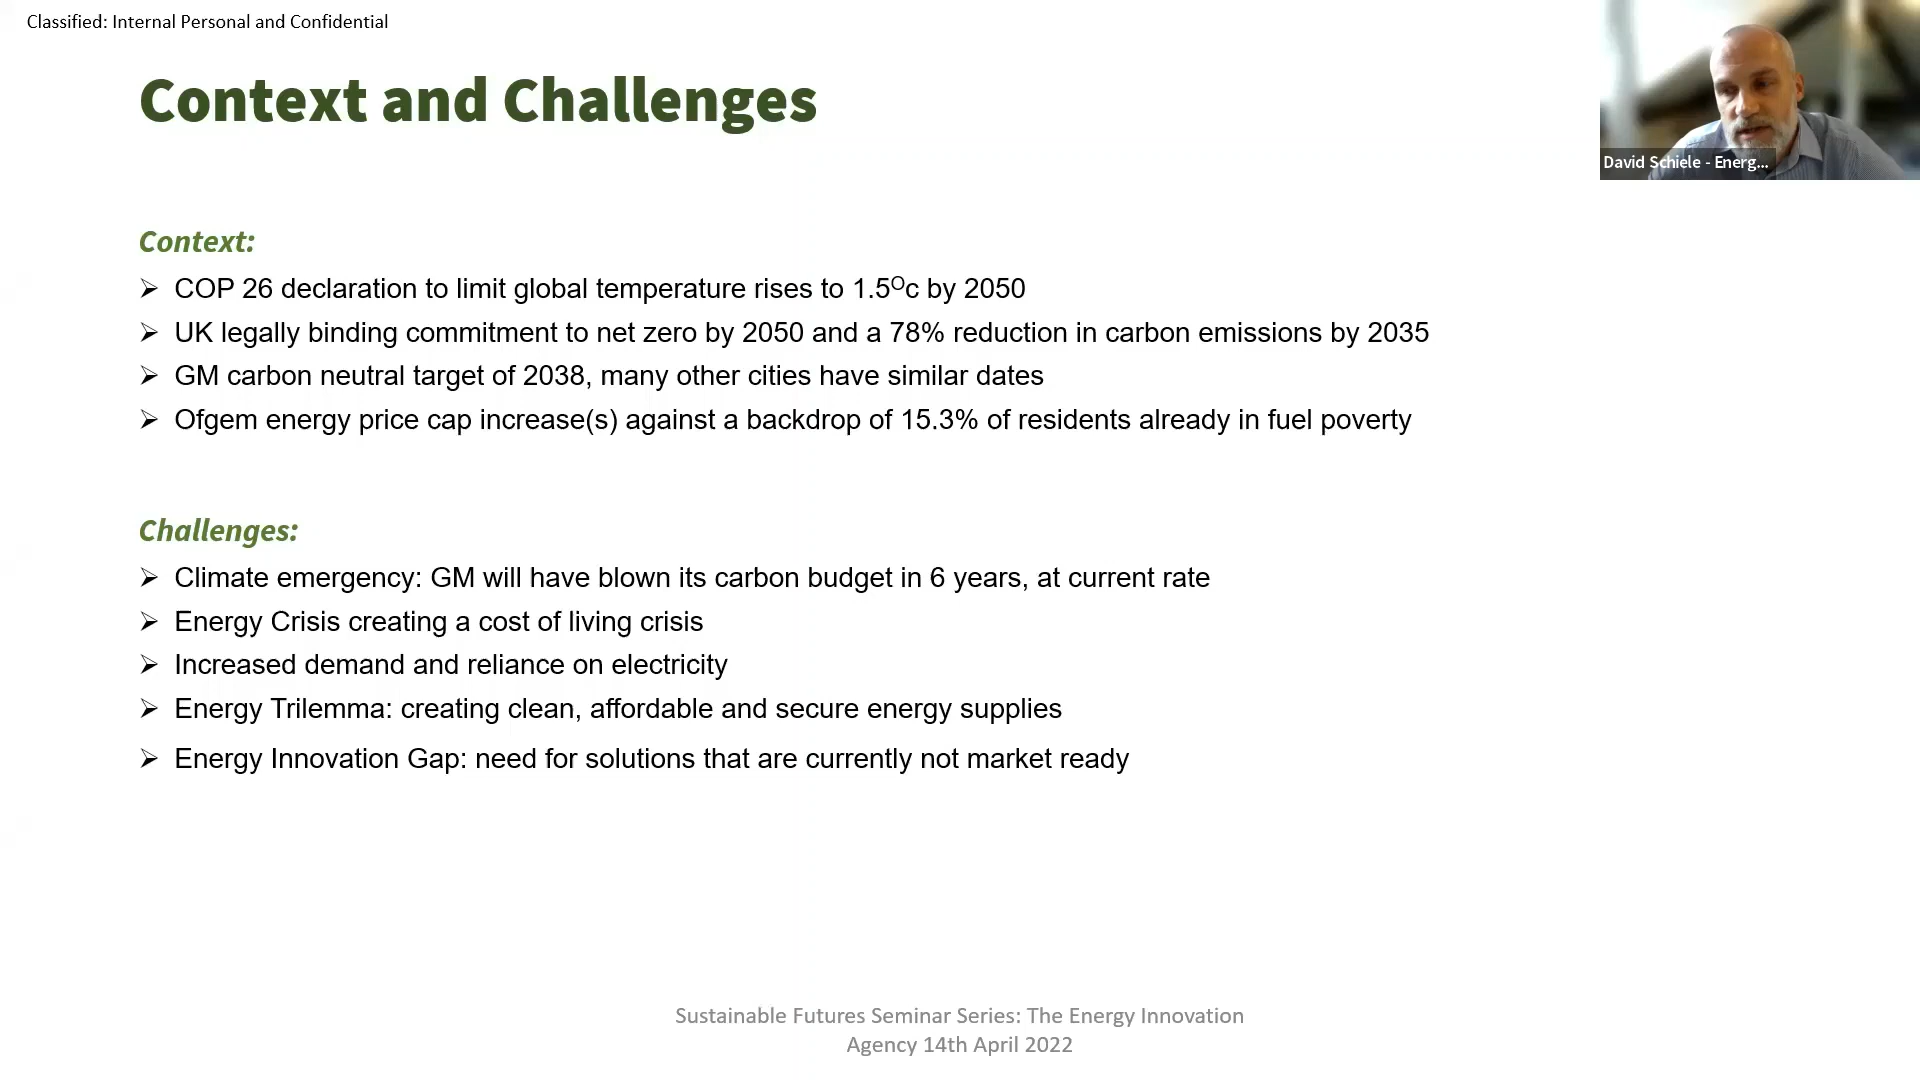 Classified: Internal Personal and Confidential
Context and Challenges
David Schiele - Energ...
Context:
➢ COP 26 declaration to limit global temperature rises to 1.5ᴼc by 2050
➢ UK legally binding commitment to net zero by 2050 and a 78% reduction in carbon emissions by 2035
➢ GM carbon neutral target of 2038, many other cities have similar dates
➢ Ofgem energy price cap increase(s) against a backdrop of 15.3% of residents already in fuel poverty
Challenges:
➢ Climate emergency: GM will have blown its carbon budget in 6 years, at current rate
➢ Energy Crisis creating a cost of living crisis
➢ Increased demand and reliance on electricity
➢ Energy Trilemma: creating clean, affordable and secure energy supplies
➢ Energy Innovation Gap: need for solutions that are currently not market ready
Sustainable Futures Seminar Series: The Energy Innovation
Agency 14th April 2022